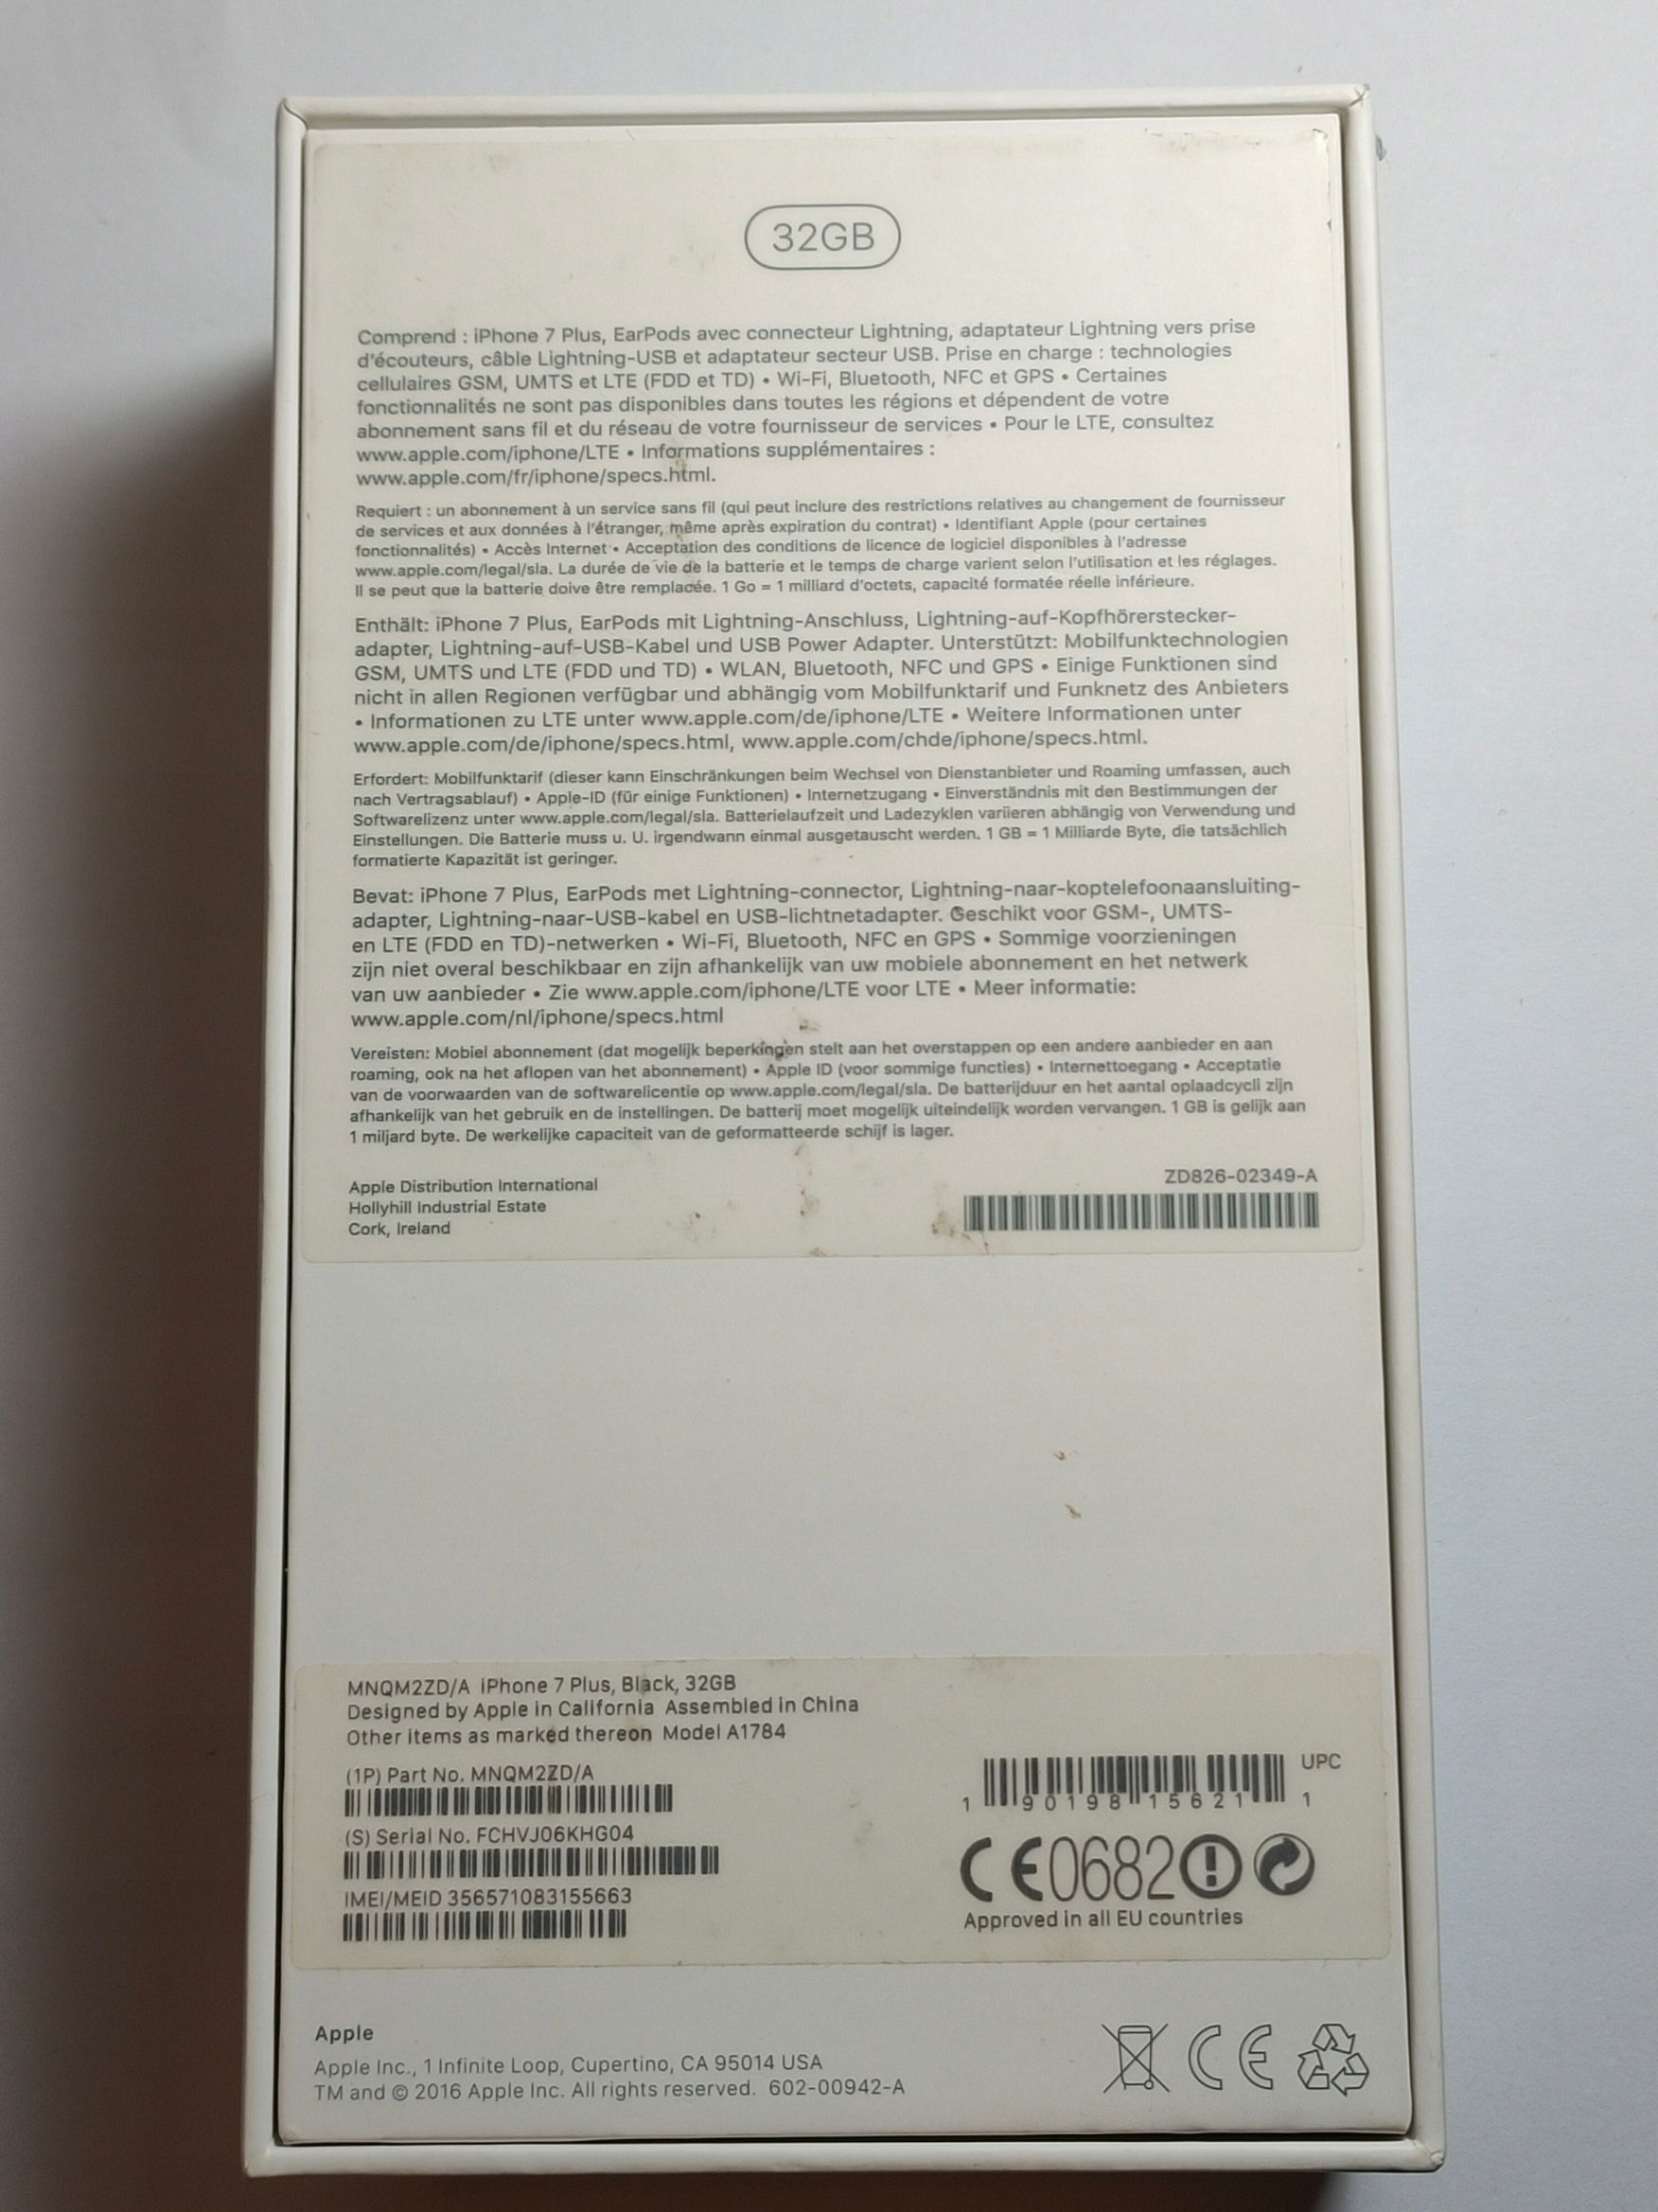 32GB
Comprend : iPhone 7 Plus, EarPods avec connecteur Lightning, adaptateur Lightning vers prise
d'écouteurs, câble Lightning-USB et adaptateur secteur USB. Prise en charge : technologies
cellulaires GSM, UMTS et LTE (FDD et TD) • Wi-Fi, Bluetooth, NFC et GPS • Certaines
fonctionnalités ne sont pas disponibles dans toutes les régions et dépendent de votre
abonnement sans fil et du réseau de votre fournisseur de services • Pour le LTE, consultez
www.apple.com/iphone/LTE • Informations supplémentaires :
www.apple.com/fr/iphone/specs.html.
Requiert : un abonnement à un service sans fil (qui peut inclure des restrictions relatives au changement de fournisseur
de services et aux données à l'étranger, même après expiration du contrat) • Identifiant Apple (pour certaines
fonctionnalités) • Accès Internet • Acceptation des conditions de licence de logiciel disponibles à l'adresse
www.apple.com/legal/sla. La durée de vie de la batterie et le temps de charge varient selon l'utilisation et les réglages.
Il se peut que la batterie doive être remplacée. 1 Go = 1 milliard d'octets, capacité formatée réelle inférieure.
Enthält: iPhone 7 Plus, EarPods mit Lightning-Anschluss, Lightning-auf-Kopfhörerstecker-
adapter, Lightning-auf-USB-Kabel und USB Power Adapter. Unterstützt: Mobilfunktechnologien
GSM, UMTS und LTE (FDD und TD) • WLAN, Bluetooth, NFC und GPS • Einige Funktionen sind
nicht in allen Regionen verfügbar und abhängig vom Mobilfunktarif und Funknetz des Anbieters
• Informationen zu LTE unter www.apple.com/de/iphone/LTE • Weitere Informationen unter
www.apple.com/de/iphone/specs.html, www.apple.com/chde/iphone/specs.html.
Erfordert: Mobilfunktarif (dieser kann Einschränkungen beim Wechsel von Dienstanbieter und Roaming umfassen, auch
nach Vertragsablauf) • Apple-ID (für einige Funktionen) • Internetzugang • Einverständnis mit den Bestimmungen der
Softwarelizenz unter www.apple.com/legal/sla. Batterielaufzeit und Ladezyklen variieren abhängig von Verwendung und
Einstellungen. Die Batterie muss u. U. irgendwann einmal ausgetauscht werden. 1 GB = 1 Milliarde Byte, die tatsächlich
formatierte Kapazität ist geringer.
Bevat: iPhone 7 Plus, EarPods met Lightning-connector, Lightning-naar-koptelefoonaansluiting-
adapter, Lightning-naar-USB-kabel en USB-lichtnetadapter. Geschikt voor GSM-, UMTS-
en LTE (FDD en TD)-netwerken • Wi-Fi, Bluetooth, NFC en GPS • Sommige voorzieningen
zijn niet overal beschikbaar en zijn afhankelijk van uw mobiele abonnement en het netwerk
van uw aanbieder • Zie www.apple.com/iphone/LTE voor LTE • Meer informatie:
www.apple.com/nl/iphone/specs.html
Vereisten: Mobiel abonnement (dat mogelijk beperkingen stelt aan het overstappen op een andere aanbieder en aan
roaming, ook na het aflopen van het abonnement) • Apple ID (voor sommige functies) • Internettoegang • Acceptatie
van de voorwaarden van de softwarelicentie op www.apple.com/legal/sla. De batterijduur en het aantal oplaadcycli zijn
afhankelijk van het gebruik en de instellingen. De batterij moet mogelijk uiteindelijk worden vervangen. 1 GB is gelijk aan
1 miljard byte. De werkelijke capaciteit van de geformatteerde schijf is lager.
Apple Distribution International
Hollyhill Industrial Estate
Cork, Ireland
ZD826-02349-A
MNQM2ZD/A iPhone 7 Plus, Black, 32GB
Designed by Apple in California Assembled in China
Other items as marked thereon Model A1784
(1P) Part No. MNQM2ZD/A
(S) Serial No. FCHVJ06KHG04
IMEI/MEID 356571083155663
UPC
1 90198 15621 1
CE0682
Approved in all EU countries
Apple
Apple Inc., 1 Infinite Loop, Cupertino, CA 95014 USA
TM and © 2016 Apple Inc. All rights reserved. 602-00942-A
CE